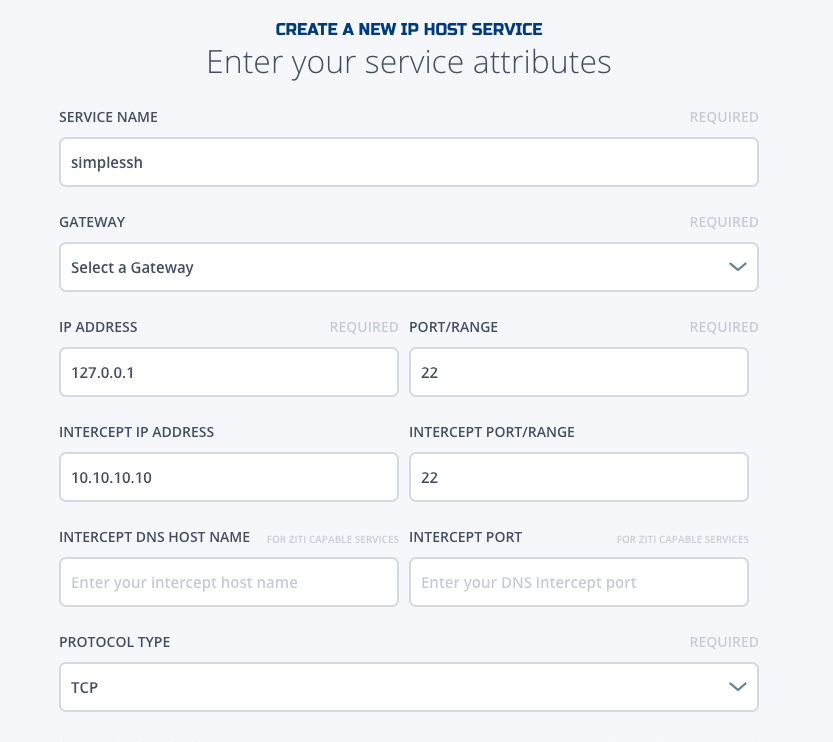 CREATE A NEW IP HOST SERVICE
Enter your service attributes
SERVICE NAME REQUIRED
simplessh
GATEWAY REQUIRED
Select a Gateway
IP ADDRESS REQUIRED PORT/RANGE REQUIRED
127.0.0.1 22
INTERCEPT IP ADDRESS INTERCEPT PORT/RANGE
10.10.10.10 22
INTERCEPT DNS HOST NAME FOR ZITI CAPABLE SERVICES INTERCEPT PORT FOR ZITI CAPABLE SERVICES
Enter your intercept host name Enter your DNS intercept port
PROTOCOL TYPE REQUIRED
TCP